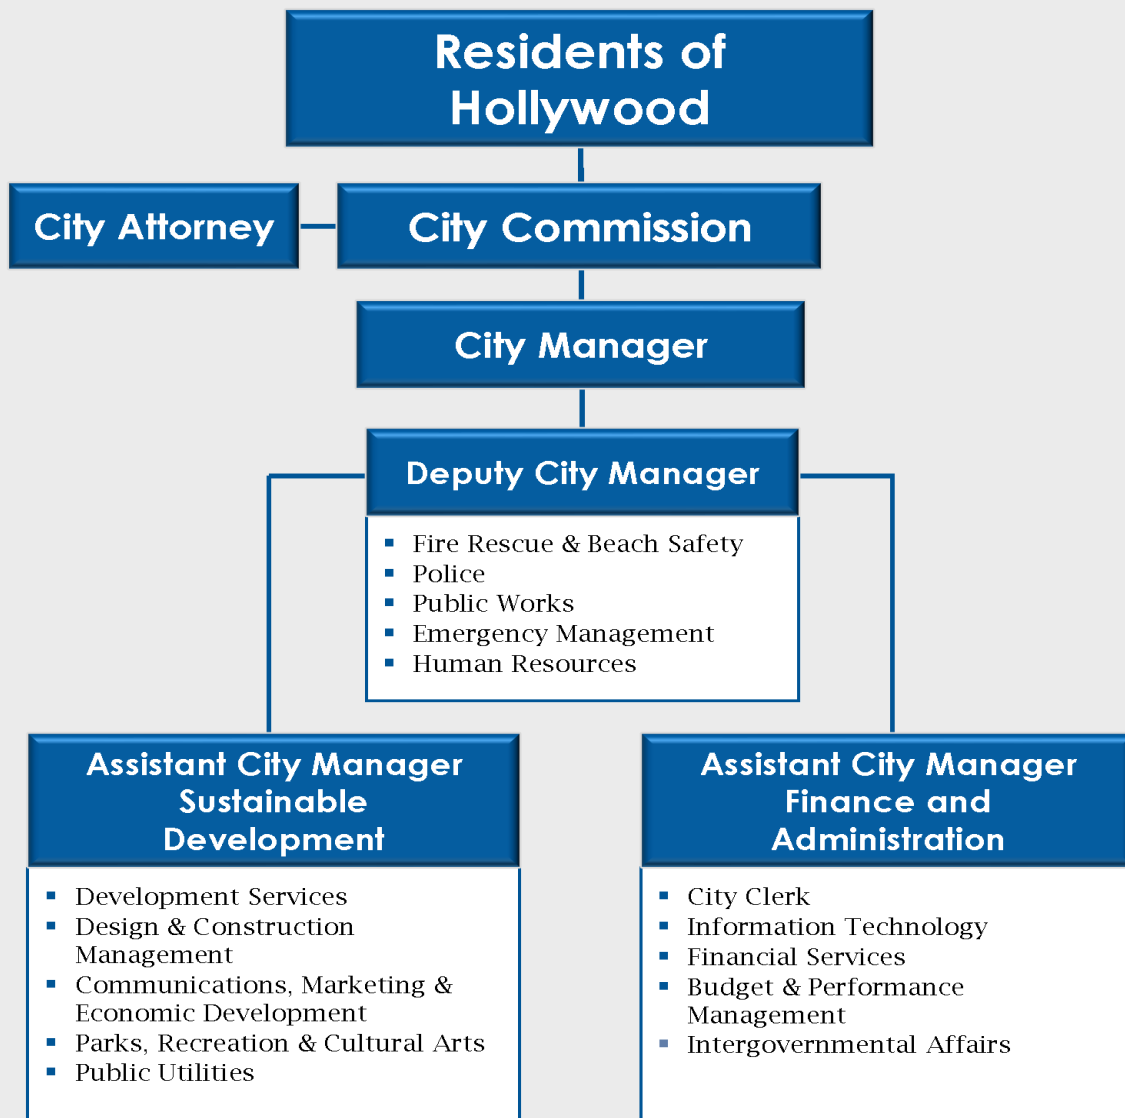 Residents of
Hollywood
City Attorney
City Commission
City Manager
Deputy City Manager
Fire Rescue & Beach Safety
Police
Public Works
Emergency Management
Human Resources
Assistant City Manager
Sustainable
Development
Development Services
Design & Construction
Management
Communications, Marketing &
Economic Development
Parks, Recreation & Cultural Arts
Public Utilities
Assistant City Manager
Finance and
Administration
City Clerk
Information Technology
Financial Services
Budget & Performance
Management
Intergovernmental Affairs